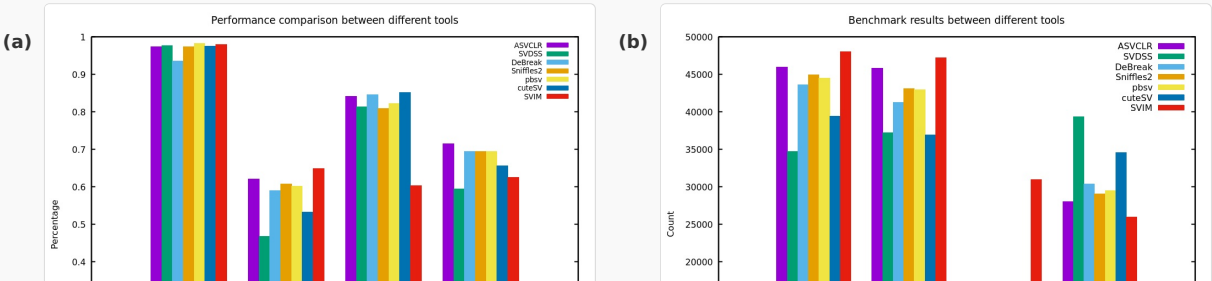 (a)
Performance comparison between different tools
1
0.9
0.8
0.7
0.6
0.5
0.4
Percentage
ASVCLR
SVDSS
DeBreak
Sniffles2
pbsv
cuteSV
SVIM
(b)
Benchmark results between different tools
50000
45000
40000
35000
30000
25000
20000
Count
ASVCLR
SVDSS
DeBreak
Sniffles2
pbsv
cuteSV
SVIM